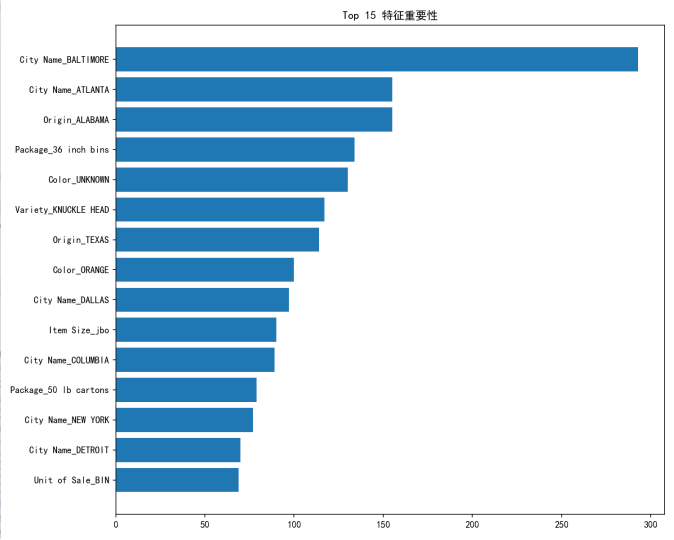 Top 15 特征重要性
City Name_BALTIMORE
City Name_ATLANTA
Origin_ALABAMA
Package_36 inch bins
Color_UNKNOWN
Variety_KNUCKLE HEAD
Origin_TEXAS
Color_ORANGE
City Name_DALLAS
Item Size_jbo
City Name_COLUMBIA
Package_50 lb cartons
City Name_NEW YORK
City Name_DETROIT
Unit of Sale_BIN
0 50 100 150 200 250 300